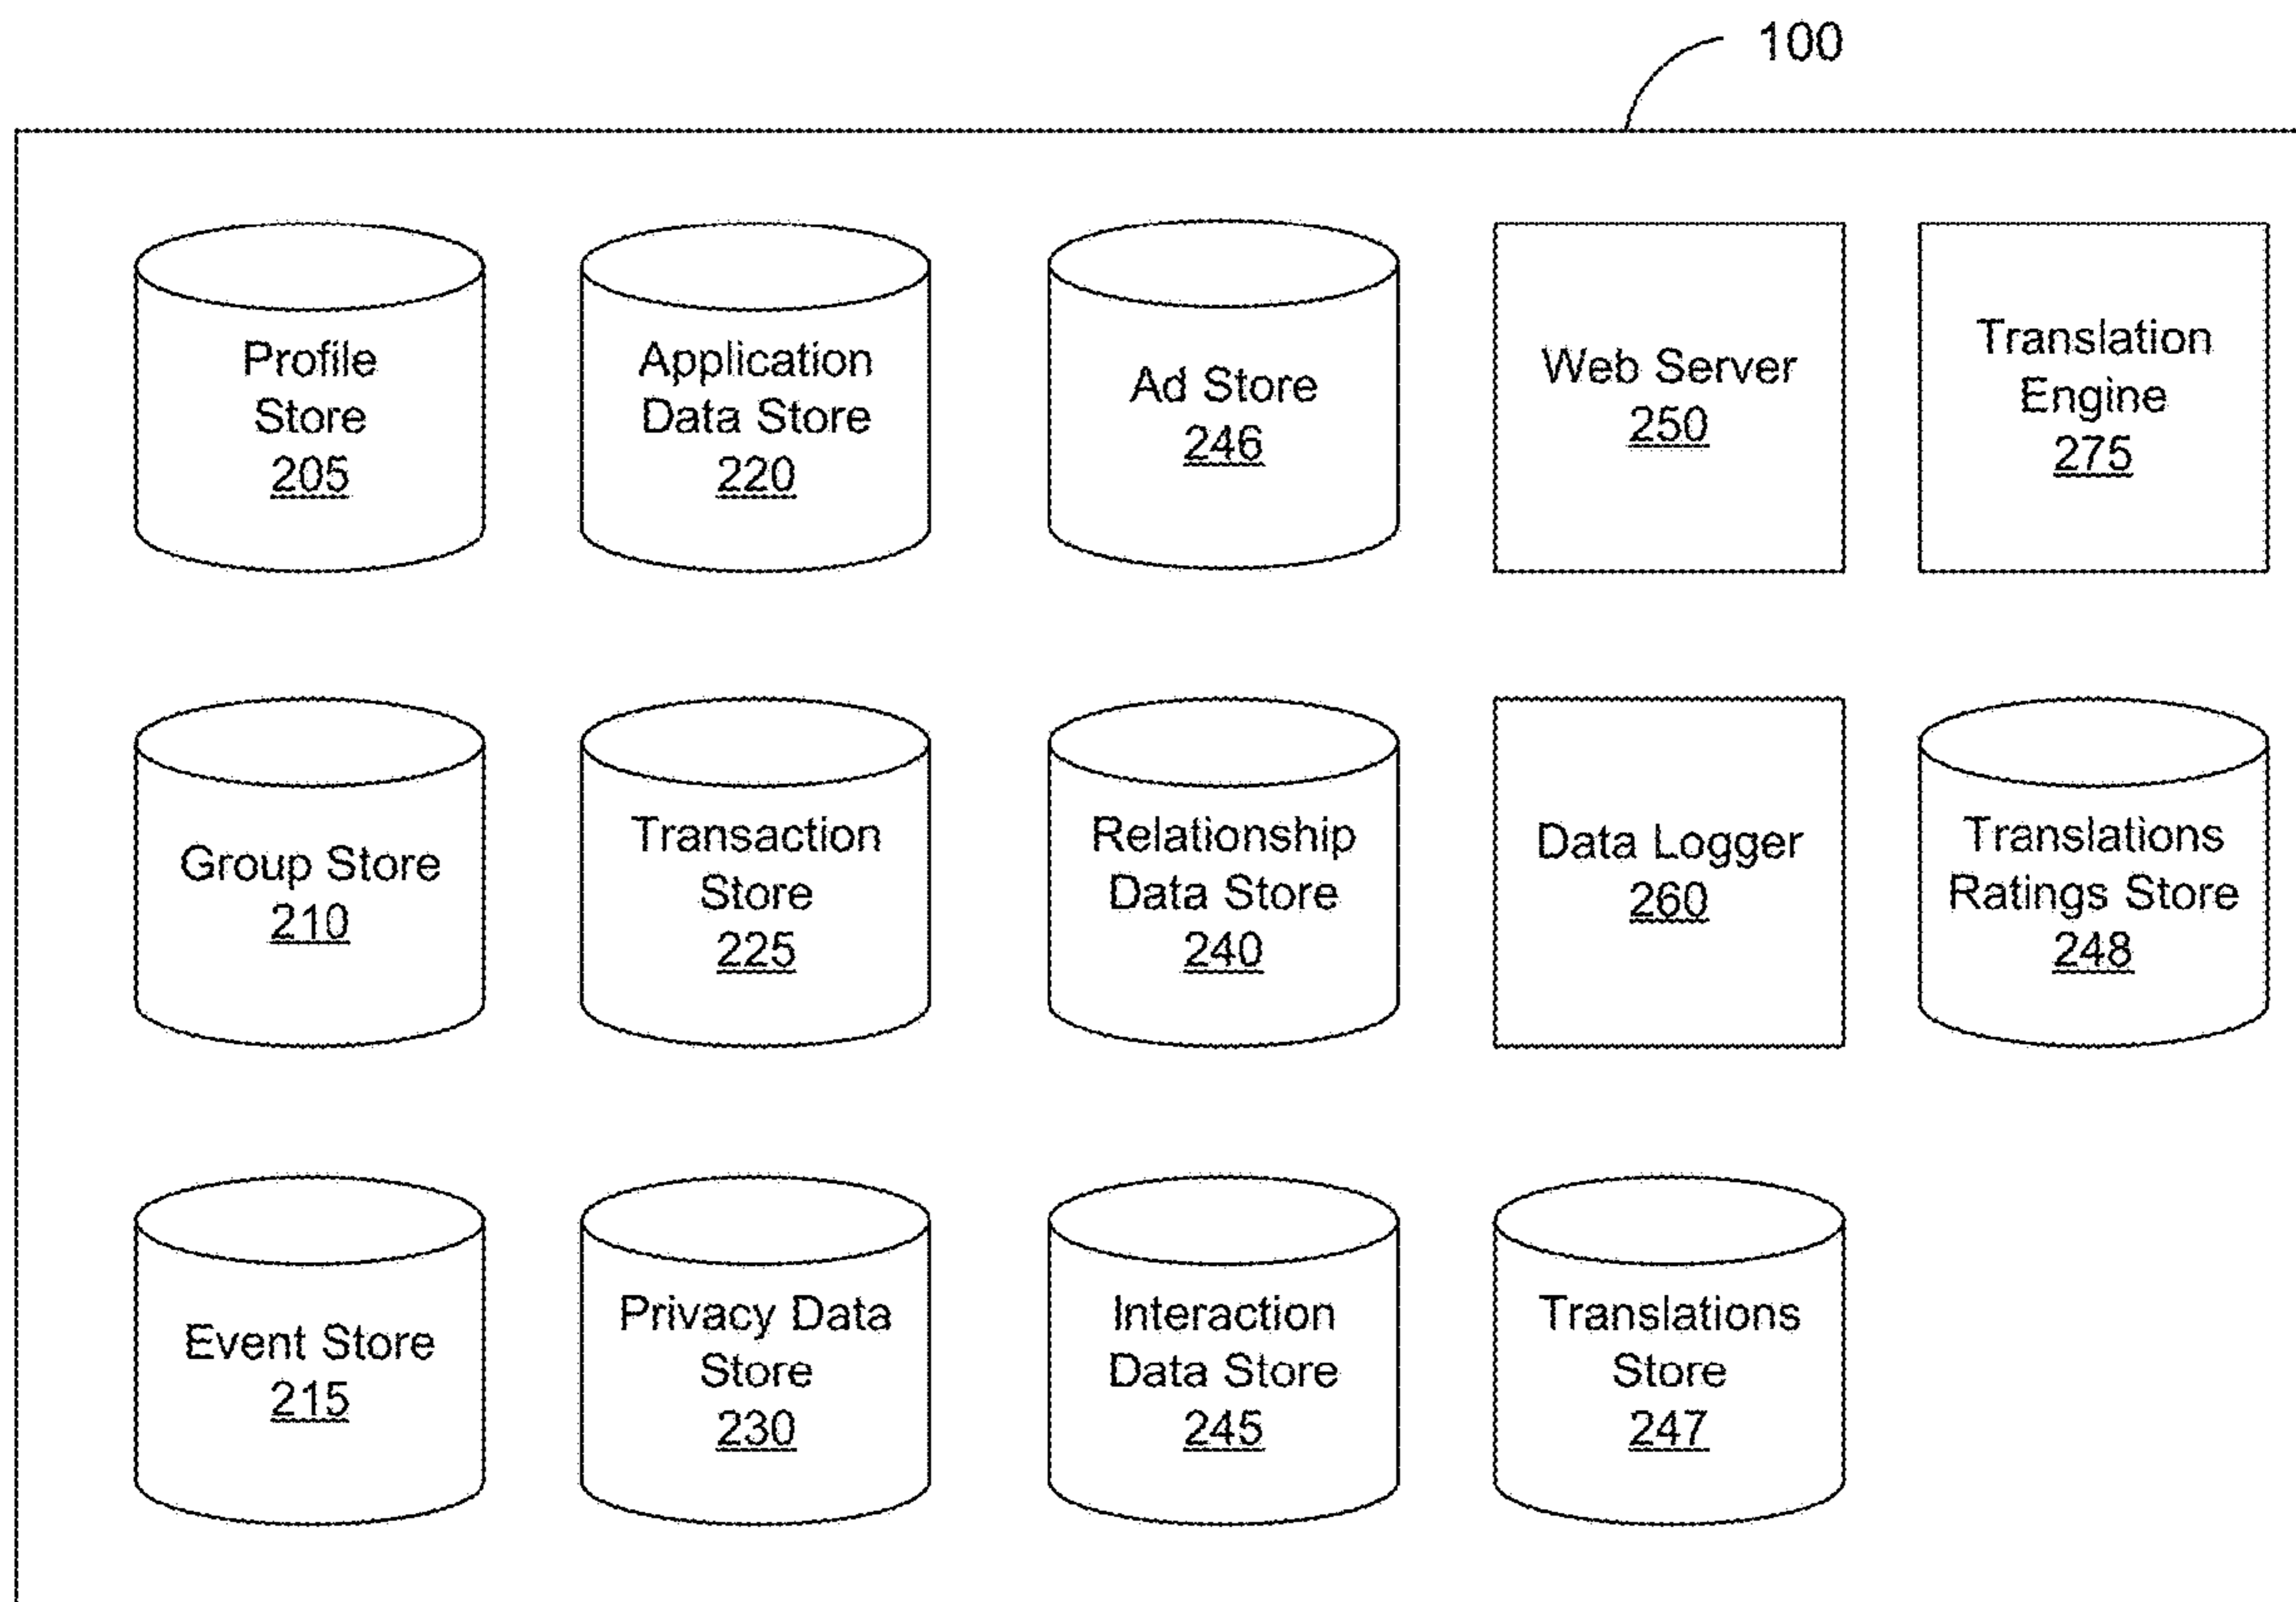 100
Profile
Store
205
Application
Data Store
220
Ad Store
246
Web Server
250
Translation
Engine
275
Group Store
210
Transaction
Store
225
Relationship
Data Store
240
Data Logger
260
Translations
Ratings Store
248
Event Store
215
Privacy Data
Store
230
Interaction
Data Store
245
Translations
Store
247